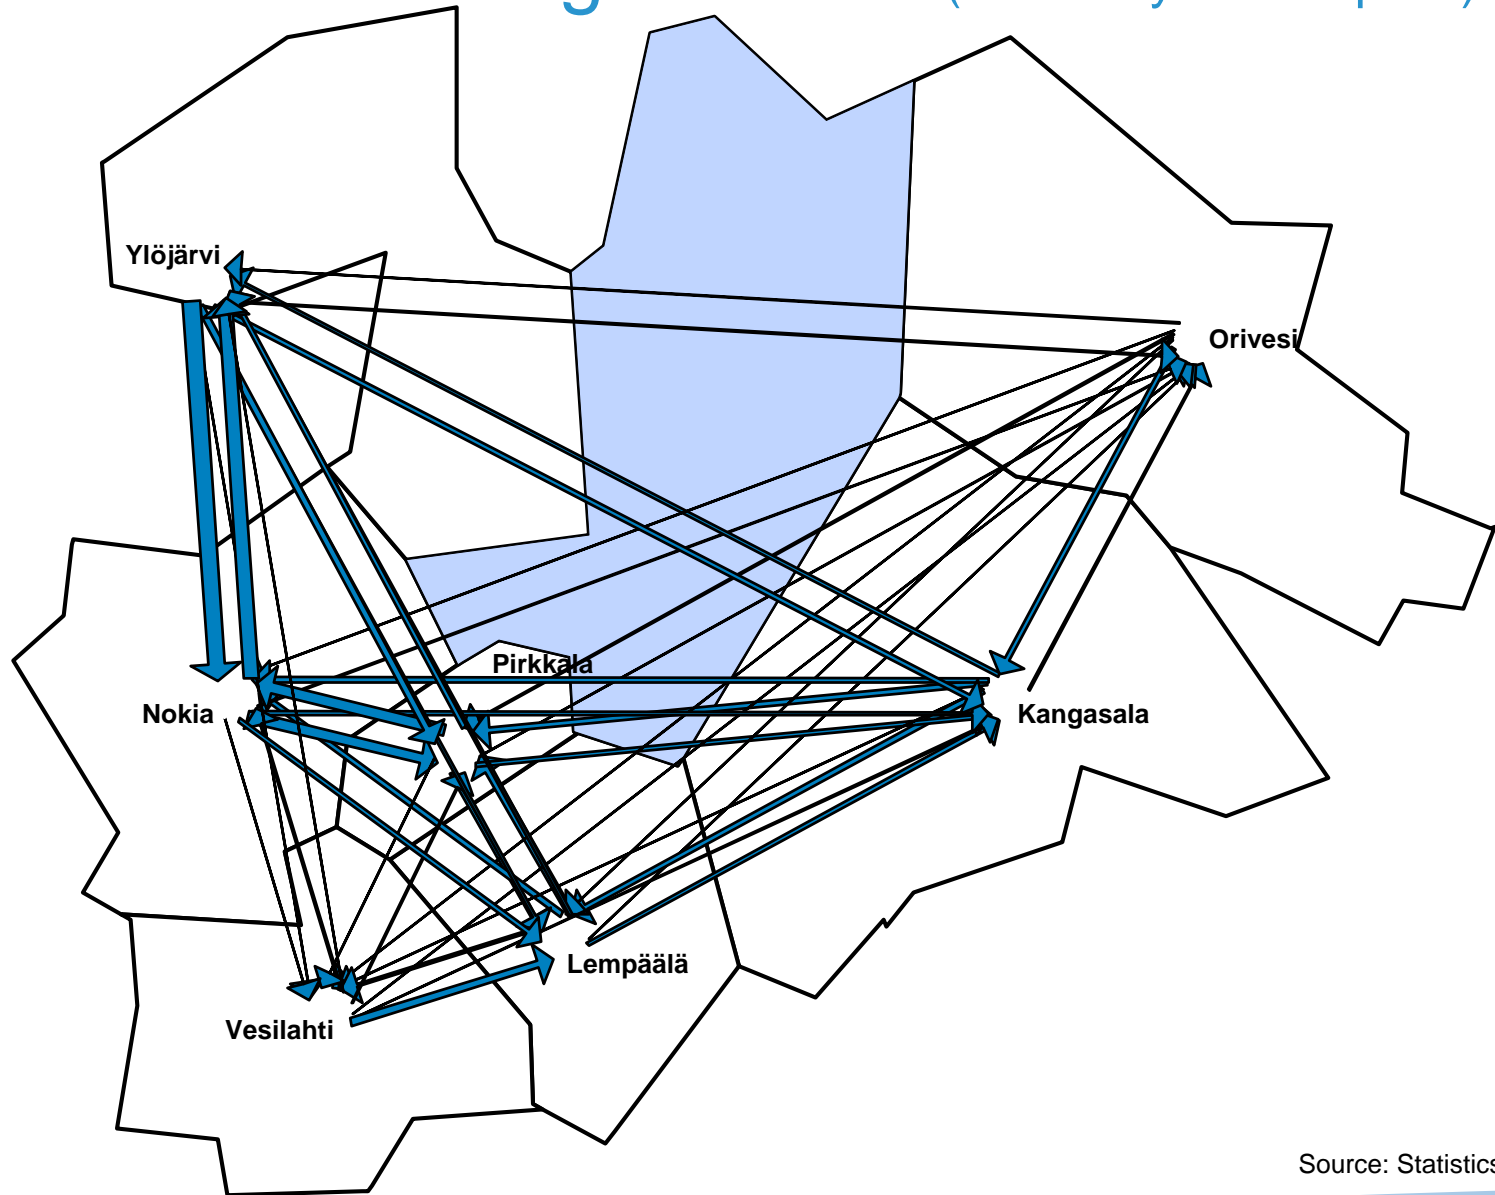 Ylöjärvi
Orivesi
Pirkkala
Nokia
Kangasala
Lempäälä
Vesilahti
Source: Statistics